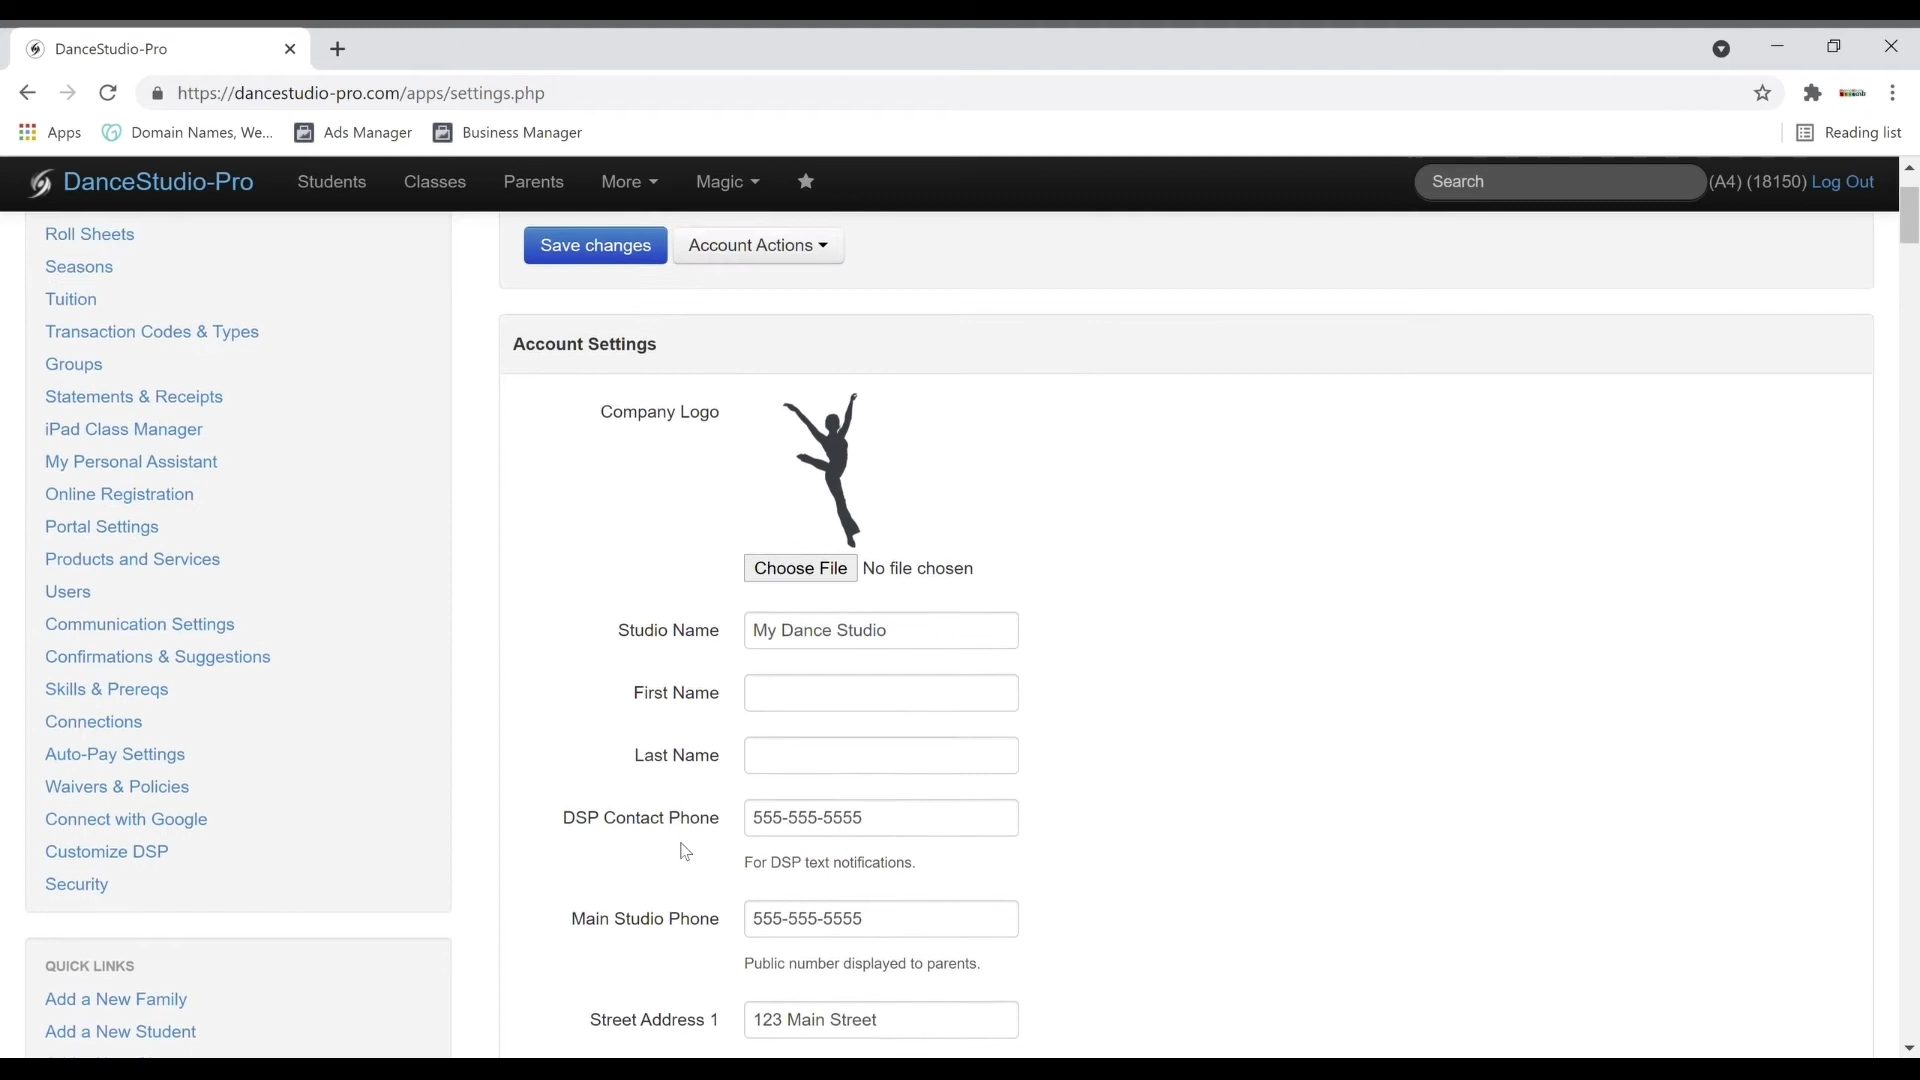 DanceStudio-Pro
https://dancestudio-pro.com/apps/settings.php
Apps Domain Names, We... Ads Manager Business Manager Reading list
DanceStudio-Pro Students Classes Parents More Magic Search (A4) (18150) Log Out
Roll Sheets
Seasons
Tuition
Transaction Codes & Types
Groups
Statements & Receipts
iPad Class Manager
My Personal Assistant
Online Registration
Portal Settings
Products and Services
Users
Communication Settings
Confirmations & Suggestions
Skills & Prereqs
Connections
Auto-Pay Settings
Waivers & Policies
Connect with Google
Customize DSP
Security
QUICK LINKS
Add a New Family
Add a New Student
Save changes Account Actions
Account Settings
Company Logo
Choose File No file chosen
Studio Name My Dance Studio
First Name
Last Name
DSP Contact Phone 555-555-5555
For DSP text notifications.
Main Studio Phone 555-555-5555
Public number displayed to parents.
Street Address 1 123 Main Street